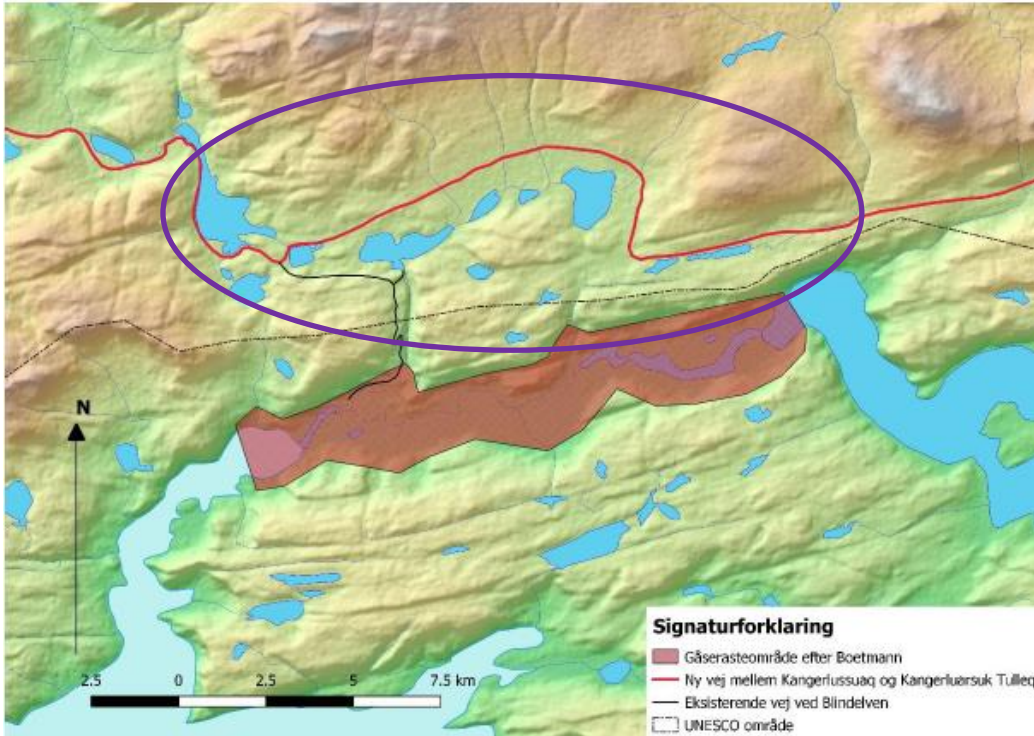 N
2.5 0 2.5 5 7.5 km
Signaturforklaring
Gåserasteområde efter Boetmann
Ny vej mellem Kangerlussuaq og Kangerluarsuk Tulleq
Eksisterende vej ved Blindelven
UNESCO område